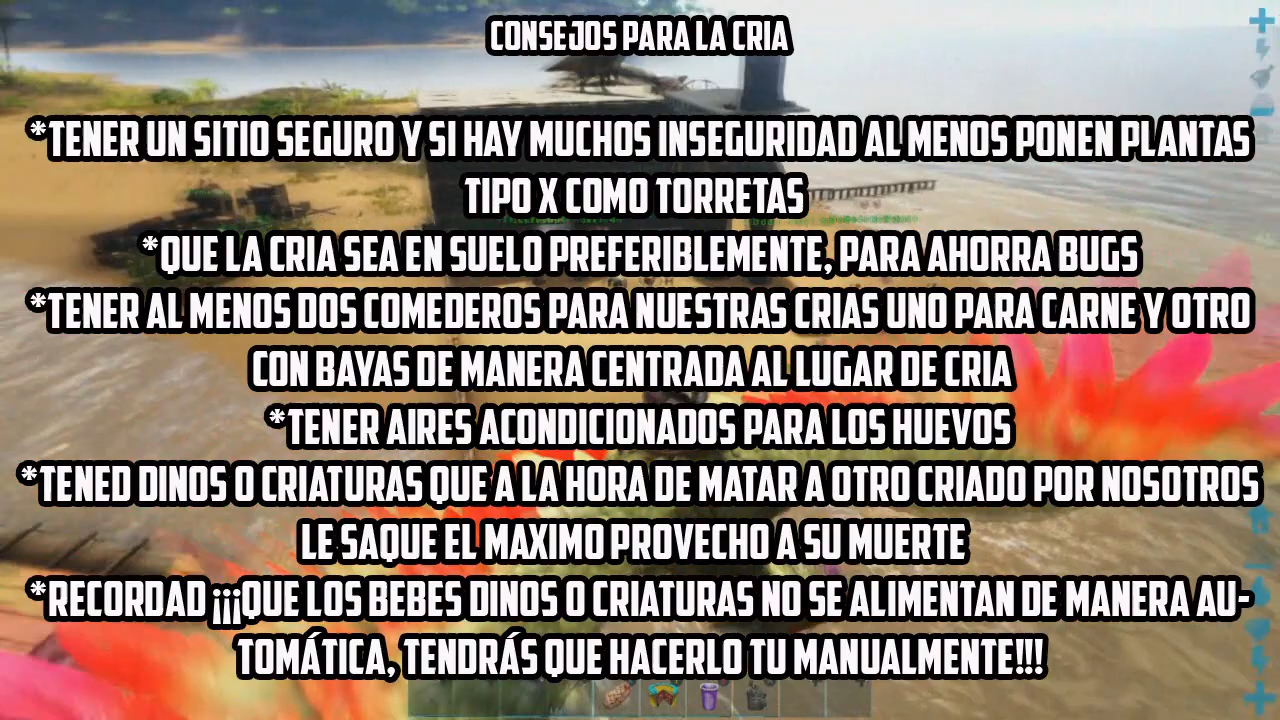 CONSEJOS PARA LA CRIA
*TENER UN SITIO SEGURO Y SI HAY MUCHOS INSEGURIDAD AL MENOS PONEN PLANTAS
TIPO X COMO TORRETAS
*QUE LA CRIA SEA EN SUELO PREFERIBLEMENTE, PARA AHORRA BUGS
*TENER AL MENOS DOS COMEDEROS PARA NUESTRAS CRIAS UNO PARA CARNE Y OTRO
CON BAYAS DE MANERA CENTRADA AL LUGAR DE CRIA
*TENER AIRES ACONDICIONADOS PARA LOS HUEVOS
*TENED DINOS O CRIATURAS QUE A LA HORA DE MATAR A OTRO CRIADO POR NOSOTROS
LE SAQUE EL MAXIMO PROVECHO A SU MUERTE
*RECORDAD ¡¡¡QUE LOS BEBES DINOS O CRIATURAS NO SE ALIMENTAN DE MANERA AU-
TOMÁTICA, TENDRÁS QUE HACERLO TU MANUALMENTE!!!